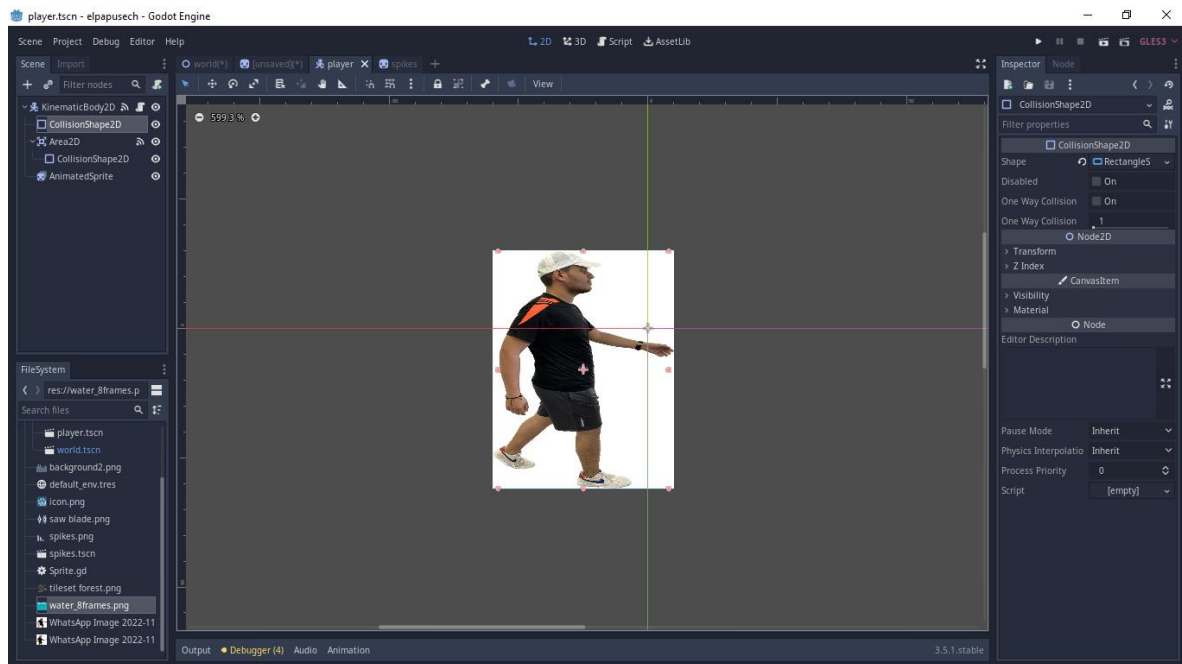 player.tscn - elpapusech - Godot Engine
Scene Project Debug Editor Help
2D 3D Script AssetLib
GLES3
Scene Import
world(*) [unsaved](*) player spikes
Inspector Node
Filter nodes
View
KinematicBody2D
CollisionShape2D
Area2D
CollisionShape2D
AnimatedSprite
599.3 %
CollisionShape2D
Filter properties
CollisionShape2D
Shape RectangleS
Disabled On
One Way Collision On
One Way Collision 1
Node2D
Transform
Z Index
CanvasItem
Visibility
Material
Node
Editor Description
Pause Mode Inherit
Physics Interpolatio Inherit
Process Priority 0
Script [empty]
FileSystem
res://water_8frames.p
Search files
player.tscn
world.tscn
background2.png
default_env.tres
icon.png
saw blade.png
spikes.png
spikes.tscn
Sprite.gd
tileset forest.png
water_8frames.png
WhatsApp Image 2022-11
WhatsApp Image 2022-11
Output Debugger (4) Audio Animation
3.5.1.stable